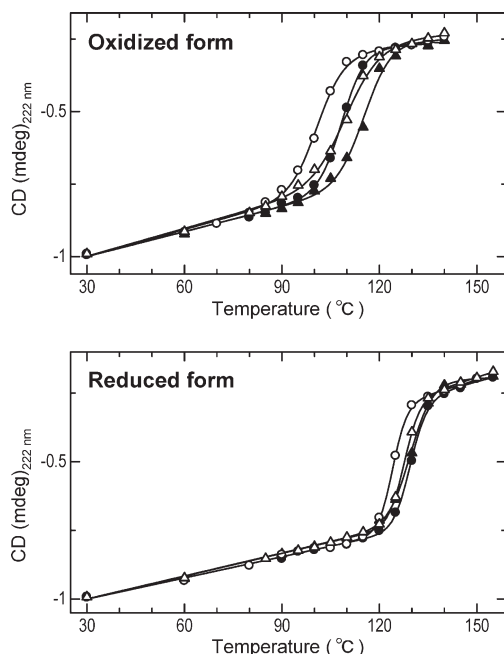 Oxidized form
CD (mdeg)222 nm
-0.5
-1
30 60 90 120 150
Temperature (°C)
Reduced form
CD (mdeg)222 nm
-0.5
-1
30 60 90 120 150
Temperature (°C)